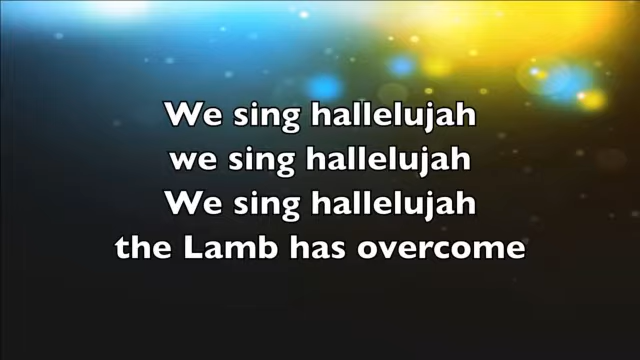 We sing hallelujah
we sing hallelujah
We sing hallelujah
the Lamb has overcome